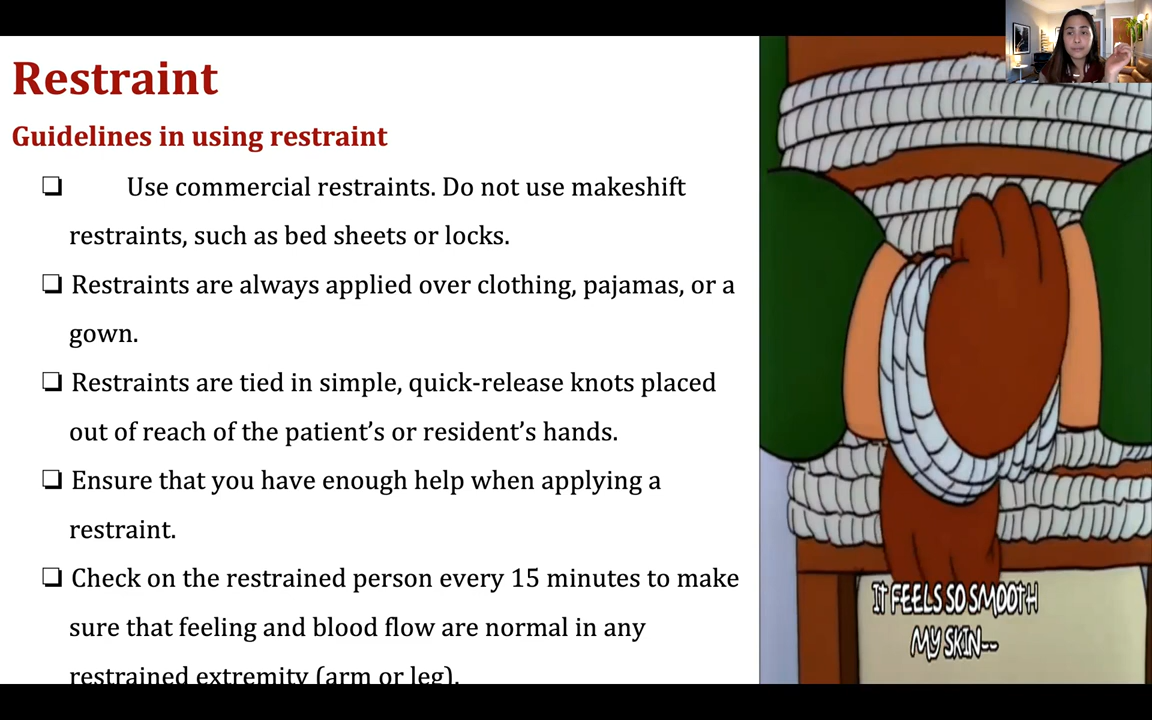 Restraint
Guidelines in using restraint
❏ Use commercial restraints. Do not use makeshift
restraints, such as bed sheets or locks.
❏ Restraints are always applied over clothing, pajamas, or a
gown.
❏ Restraints are tied in simple, quick-release knots placed
out of reach of the patient’s or resident’s hands.
❏ Ensure that you have enough help when applying a
restraint.
❏ Check on the restrained person every 15 minutes to make
sure that feeling and blood flow are normal in any
restrained extremity (arm or leg).
IT FEELS SO SMOOTH
MY SKIN--